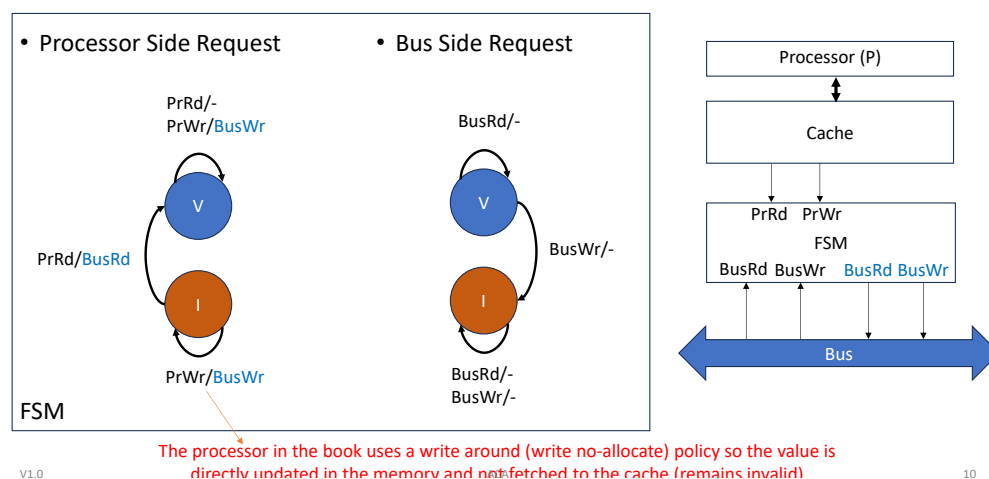 • Processor Side Request
• Bus Side Request
PrRd/-
PrWr/BusWr
V
PrRd/BusRd
I
PrWr/BusWr
FSM
BusRd/-
V
BusWr/-
I
BusRd/-
BusWr/-
Processor (P)
Cache
PrRd PrWr
FSM
BusRd BusWr BusRd BusWr
Bus
The processor in the book uses a write around (write no-allocate) policy so the value is
directly updated in the memory and not fetched to the cache (remains invalid)
V1.0
10